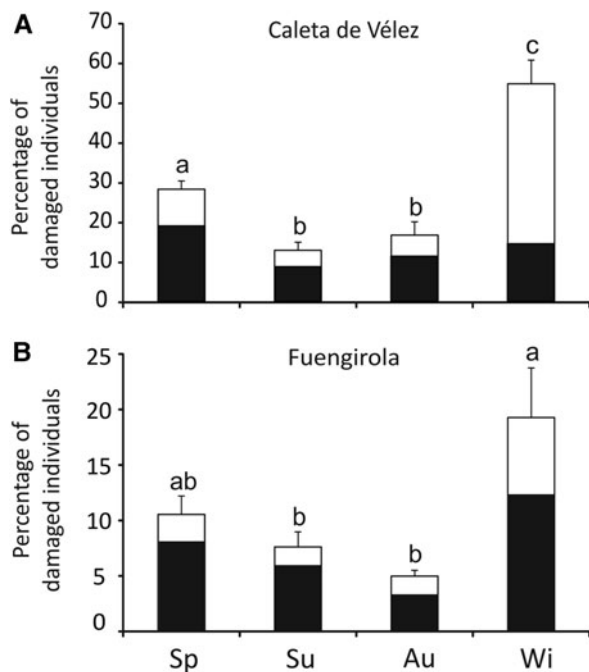 A
Caleta de Vélez
Percentage of
damaged individuals
70
60
50
40
30
20
10
0
a
b
b
c
B
Fuengirola
Percentage of
damaged individuals
25
20
15
10
5
0
ab
b
b
a
Sp Su Au Wi